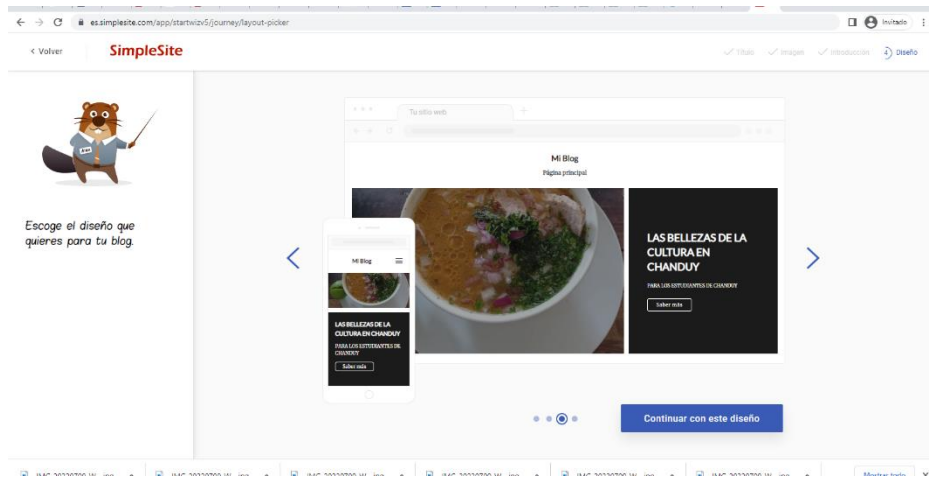 es.simplesite.com/app/startwizv5/journey/layout-picker
Invitado
< Volver
SimpleSite
Título
Imagen
Introducción
4 Diseño
Tu sitio web
Mi Blog
Página principal
Escoge el diseño que
quieres para tu blog.
LAS BELLEZAS DE LA
CULTURA EN
CHANDUY
PARA LOS ESTUDIANTES DE CHANDUY
Saber más
Mi Blog
LAS BELLEZAS DE LA
CULTURA EN CHANDUY
PARA LOS ESTUDIANTES DE
CHANDUY
Saber más
Continuar con este diseño
Mostrar todo